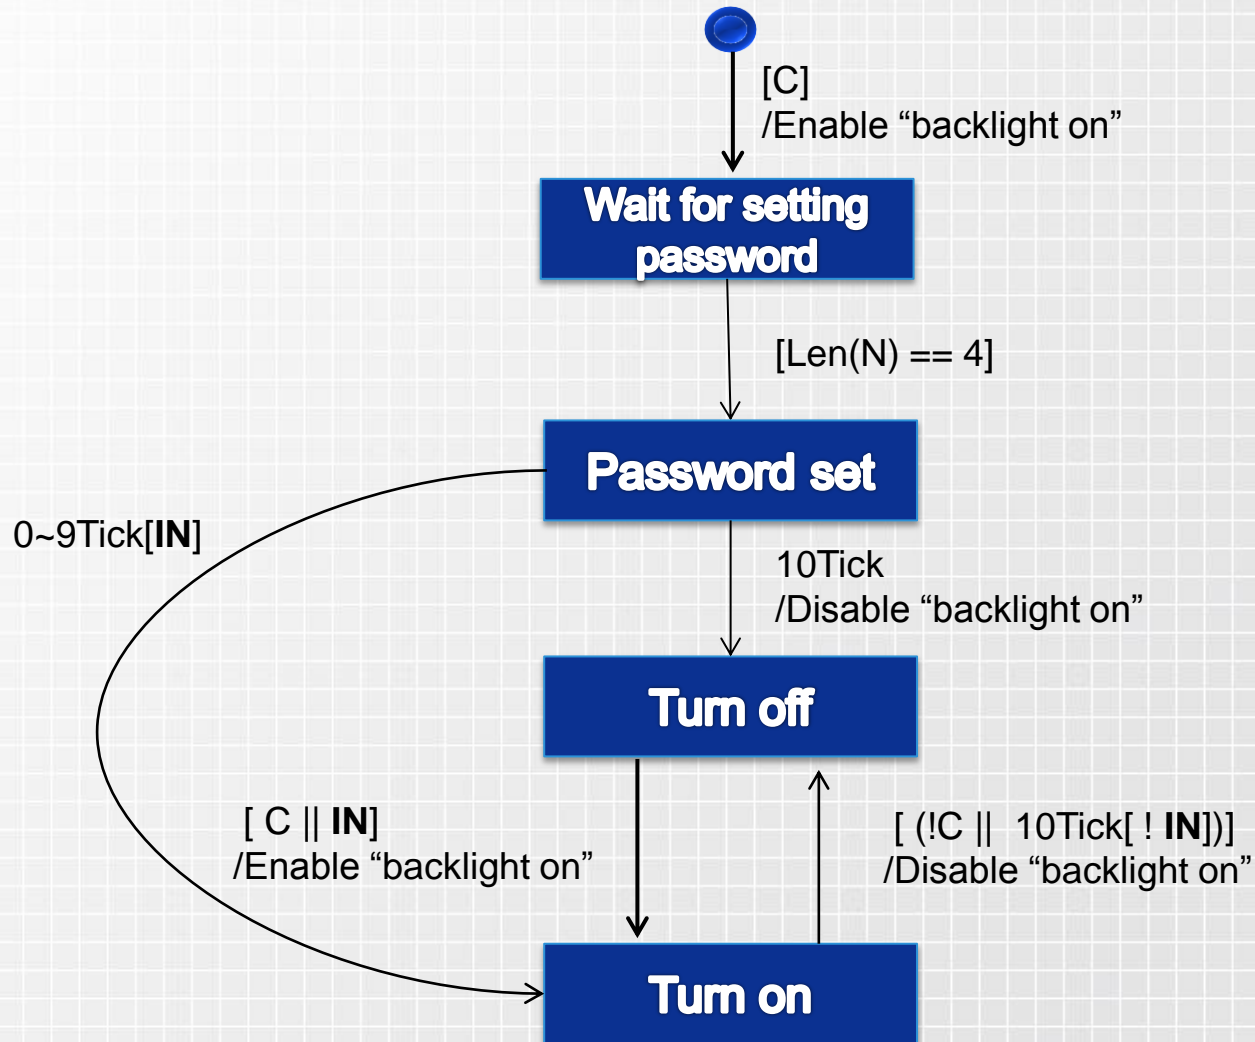 [C]
/Enable “backlight on”
Wait for setting
password
[Len(N) == 4]
Password set
0~9Tick[IN]
10Tick
/Disable “backlight on”
Turn off
[ C || IN]
/Enable “backlight on”
[ (!C || 10Tick[ ! IN])]
/Disable “backlight on”
Turn on